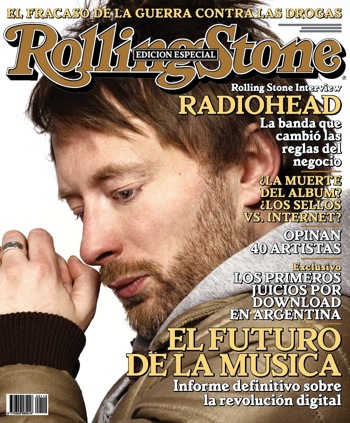 EL FRACASO DE LA GUERRA CONTRA LAS DROGAS
RollingStone
EDICION ESPECIAL
Rolling Stone Interview
RADIOHEAD
La banda que
cambió las
reglas del
negocio
¿LA MUERTE
DEL ALBUM?
¿LOS SELLOS
VS. INTERNET?
OPINAN
40 ARTISTAS
Exclusivo
LOS PRIMEROS
JUICIOS POR
DOWNLOAD
EN ARGENTINA
EL FUTURO
DE LA MUSICA
Informe definitivo sobre
la revolución digital